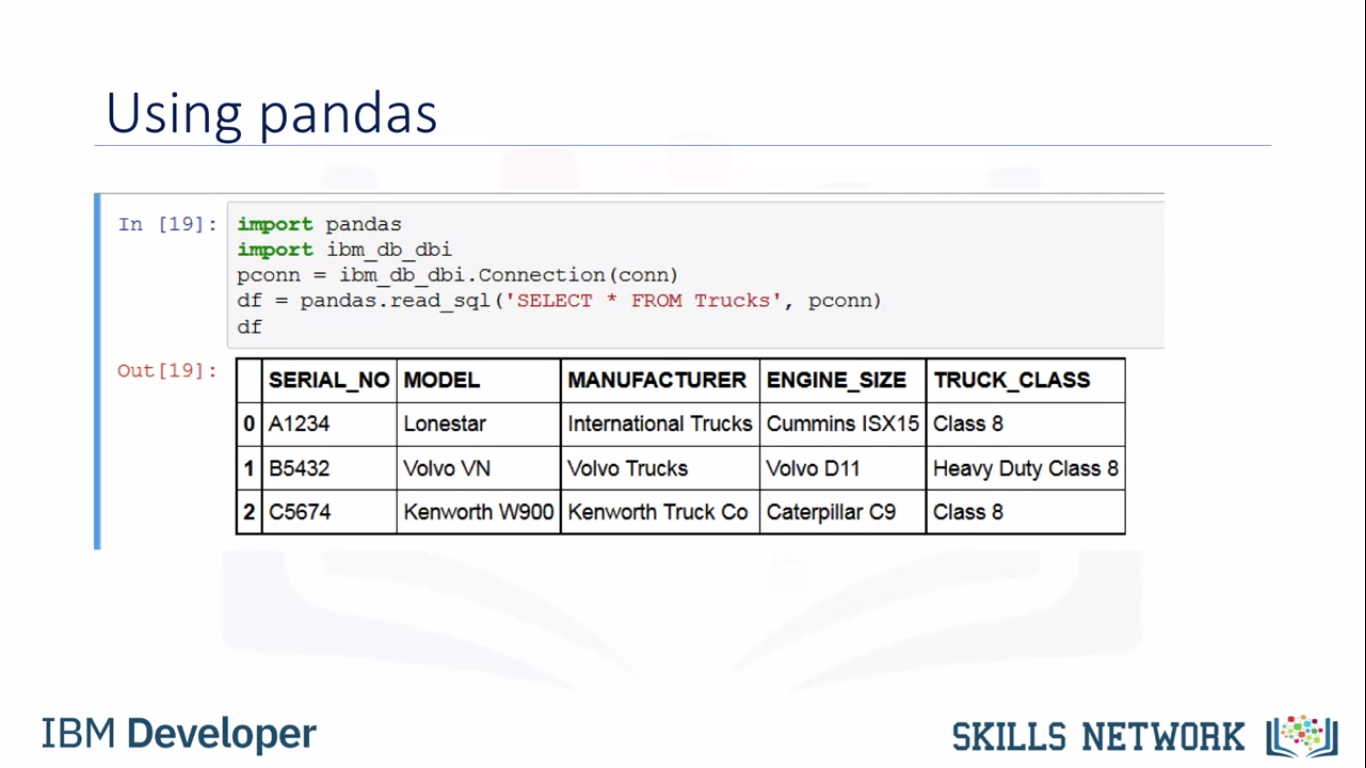 Using pandas
In [19]:
import pandas
import ibm_db_dbi
pconn = ibm_db_dbi.Connection(conn)
df = pandas.read_sql('SELECT * FROM Trucks', pconn)
df
Out[19]:
SERIAL_NO MODEL MANUFACTURER ENGINE_SIZE TRUCK_CLASS
0 A1234 Lonestar International Trucks Cummins ISX15 Class 8
1 B5432 Volvo VN Volvo Trucks Volvo D11 Heavy Duty Class 8
2 C5674 Kenworth W900 Kenworth Truck Co Caterpillar C9 Class 8
IBM Developer
SKILLS NETWORK